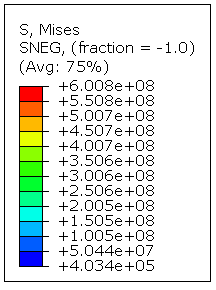 S, Mises
SNEG, (fraction = -1.0)
(Avg: 75%)
+6.008e+08
+5.508e+08
+5.007e+08
+4.507e+08
+4.007e+08
+3.506e+08
+3.006e+08
+2.506e+08
+2.005e+08
+1.505e+08
+1.005e+08
+5.044e+07
+4.034e+05